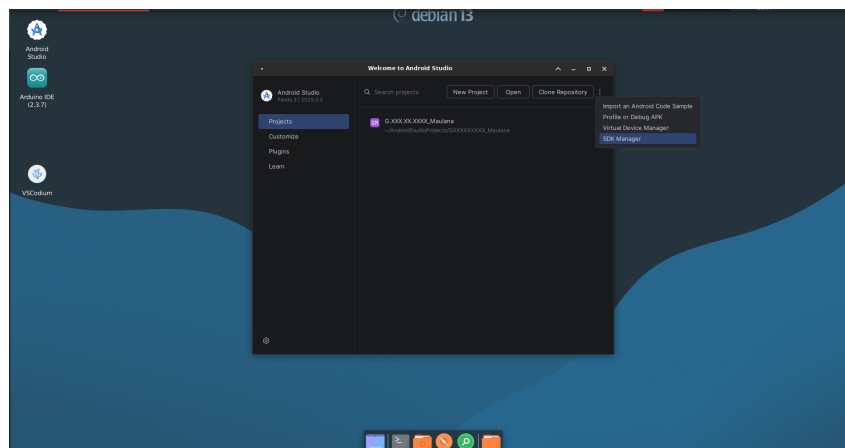 debian 13
Android
Studio
Arduino IDE
(2.3.7)
VSCodium
Welcome to Android Studio
Android Studio
Panda 3 | 2025.3.3
Search projects
New Project
Open
Clone Repository
Import an Android Code Sample
Profile or Debug APK
Virtual Device Manager
SDK Manager
Projects
Customize
Plugins
Learn
GM
G.XXX.XX.XXXX_Maulana
~/AndroidStudioProjects/GXXXXXXXXX_Maulana